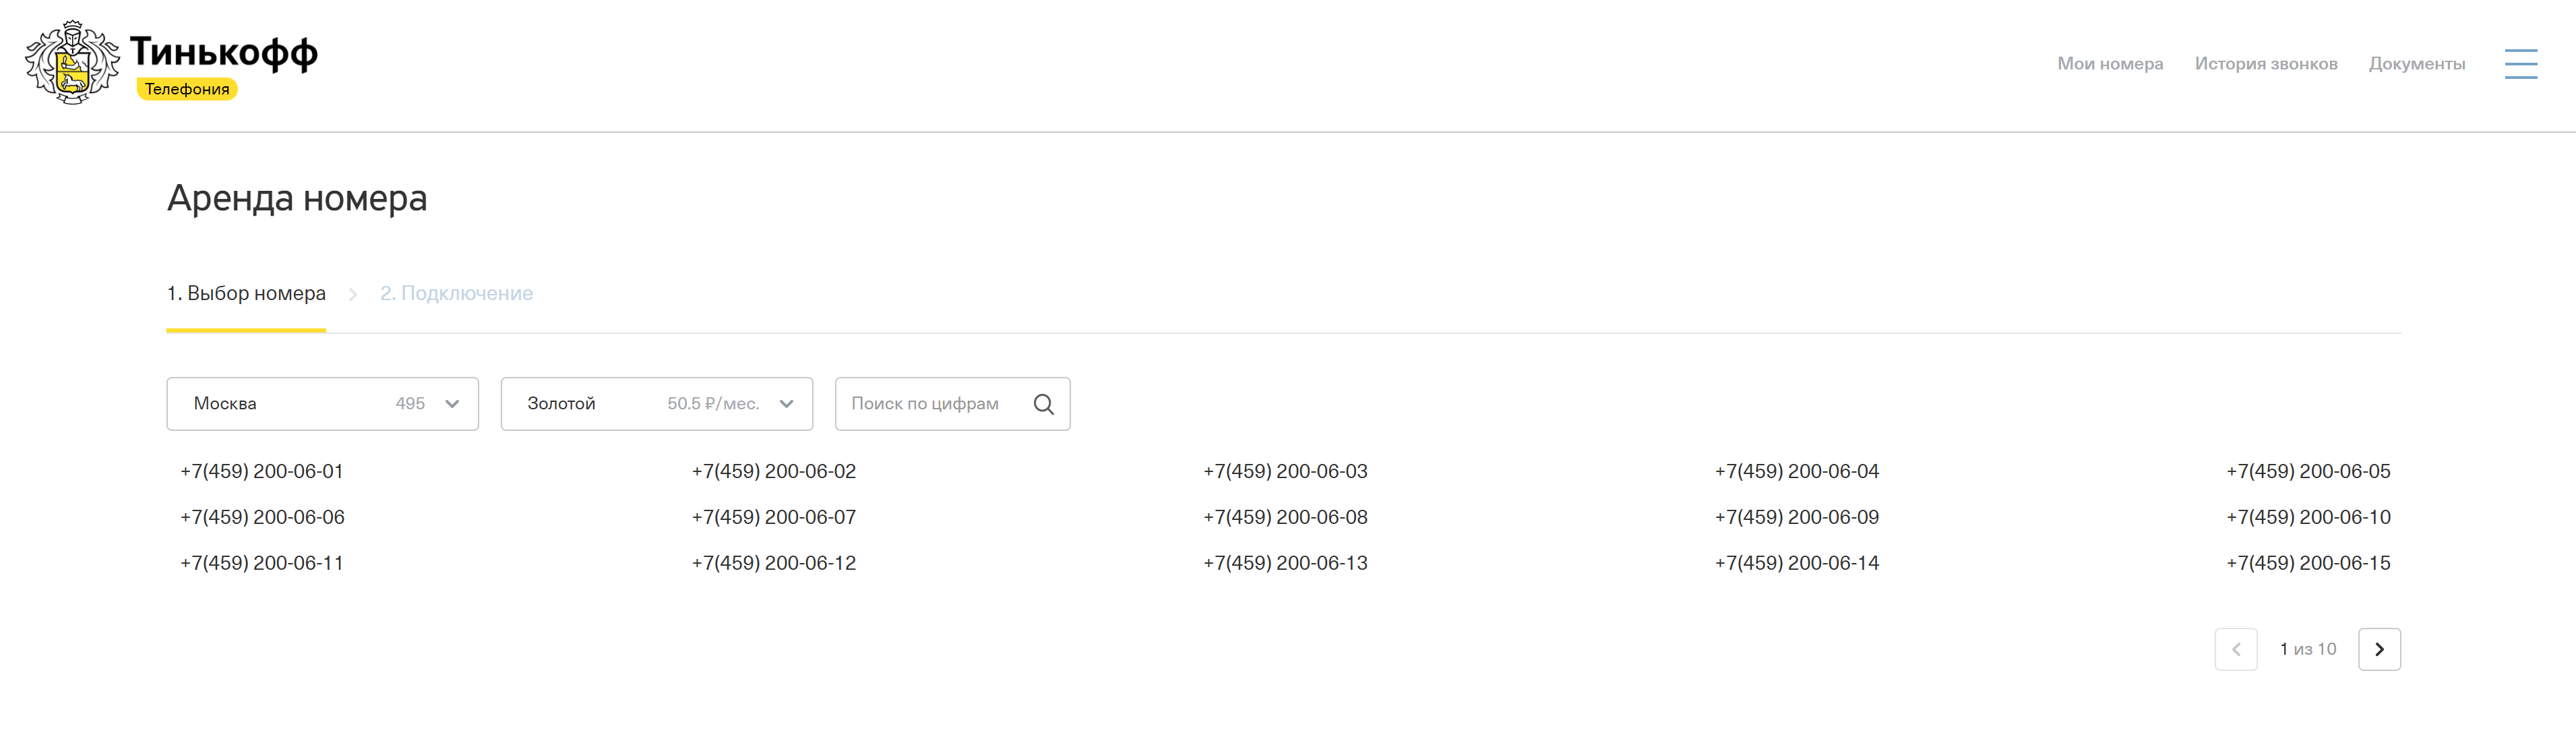 Тинькофф
Телефония
Мои номера История звонков Документы
Аренда номера
1. Выбор номера 2. Подключение
Москва 495 Золотой 50.5 ₽/мес. Поиск по цифрам
+7(459) 200-06-01 +7(459) 200-06-02 +7(459) 200-06-03 +7(459) 200-06-04 +7(459) 200-06-05
+7(459) 200-06-06 +7(459) 200-06-07 +7(459) 200-06-08 +7(459) 200-06-09 +7(459) 200-06-10
+7(459) 200-06-11 +7(459) 200-06-12 +7(459) 200-06-13 +7(459) 200-06-14 +7(459) 200-06-15
1 из 10